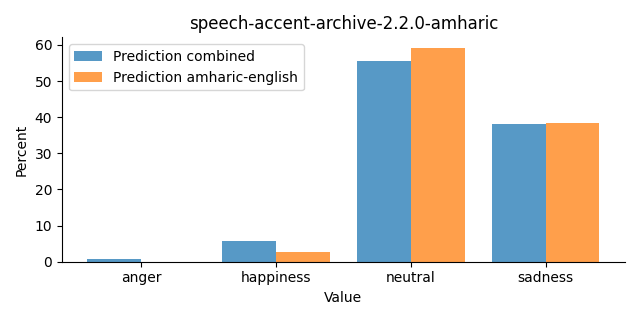 speech-accent-archive-2.2.0-amharic
Prediction combined
Prediction amharic-english
Percent
60
50
40
30
20
10
0
anger happiness neutral sadness
Value